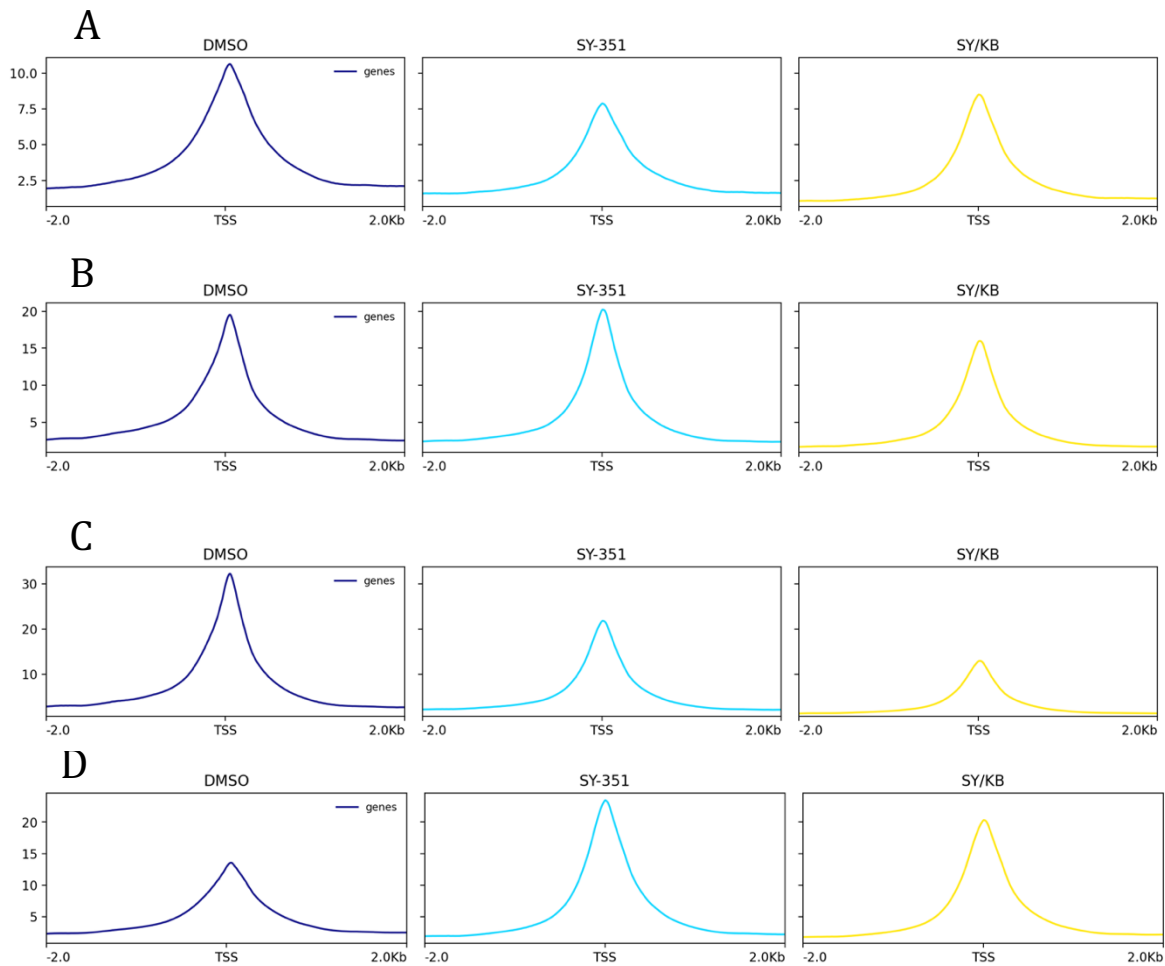 A
DMSO SY-351 SY/KB
10.0 genes
7.5
5.0
2.5
-2.0 TSS 2.0Kb -2.0 TSS 2.0Kb -2.0 TSS 2.0Kb
B
DMSO SY-351 SY/KB
20 genes
15
10
5
-2.0 TSS 2.0Kb -2.0 TSS 2.0Kb -2.0 TSS 2.0Kb
C
DMSO SY-351 SY/KB
30 genes
20
10
-2.0 TSS 2.0Kb -2.0 TSS 2.0Kb -2.0 TSS 2.0Kb
D
DMSO SY-351 SY/KB
genes
20
15
10
5
-2.0 TSS 2.0Kb -2.0 TSS 2.0Kb -2.0 TSS 2.0Kb